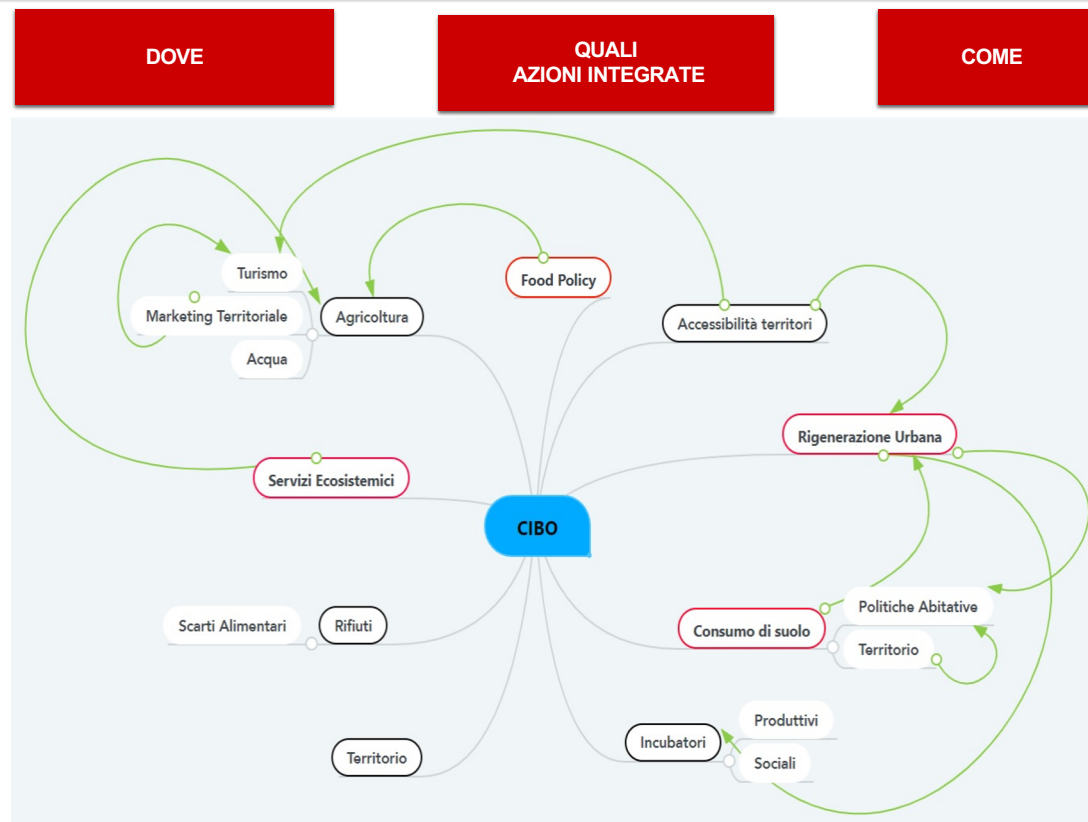 DOVE
QUALI
AZIONI INTEGRATE
COME
Turismo
Marketing Territoriale
Acqua
Agricoltura
Food Policy
Accessibilità territori
Rigenerazione Urbana
Servizi Ecosistemici
CIBO
Scarti Alimentari
Rifiuti
Consumo di suolo
Politiche Abitative
Territorio
Territorio
Incubatori
Produttivi
Sociali